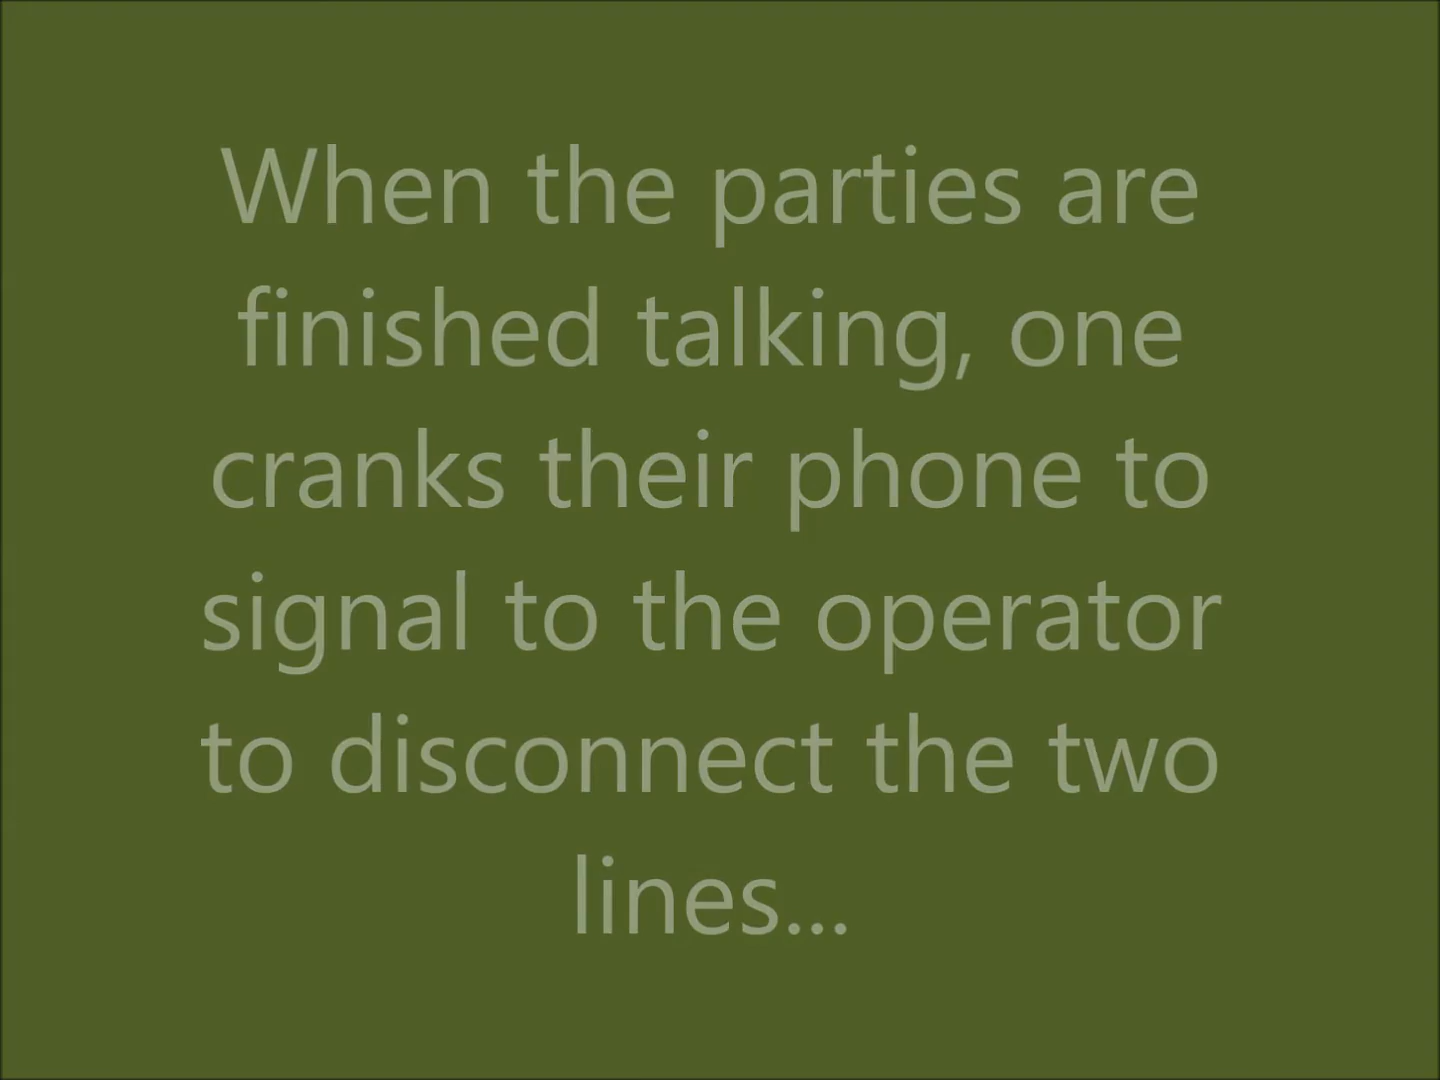 When the parties are
finished talking, one
cranks their phone to
signal to the operator
to disconnect the two
lines...